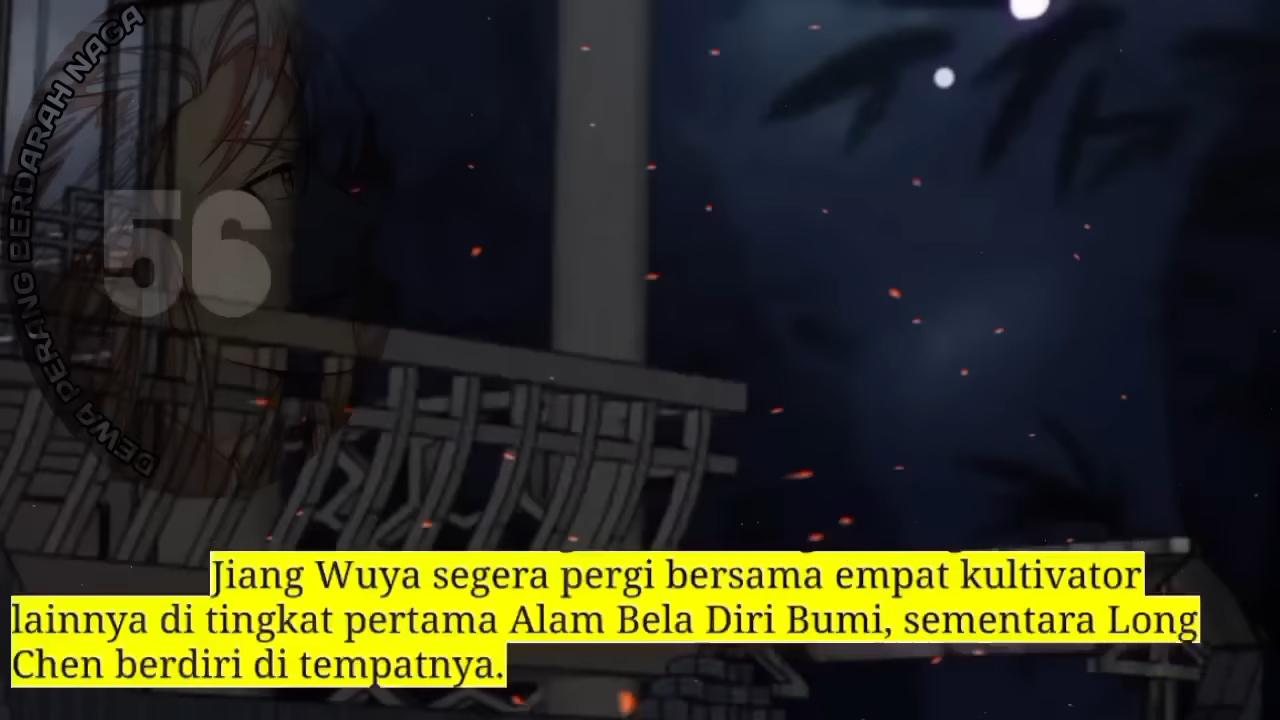 DEWA PERANG BERDARAH NAGA
56
Jiang Wuya segera pergi bersama empat kultivator
lainnya di tingkat pertama Alam Bela Diri Bumi, sementara Long
Chen berdiri di tempatnya.